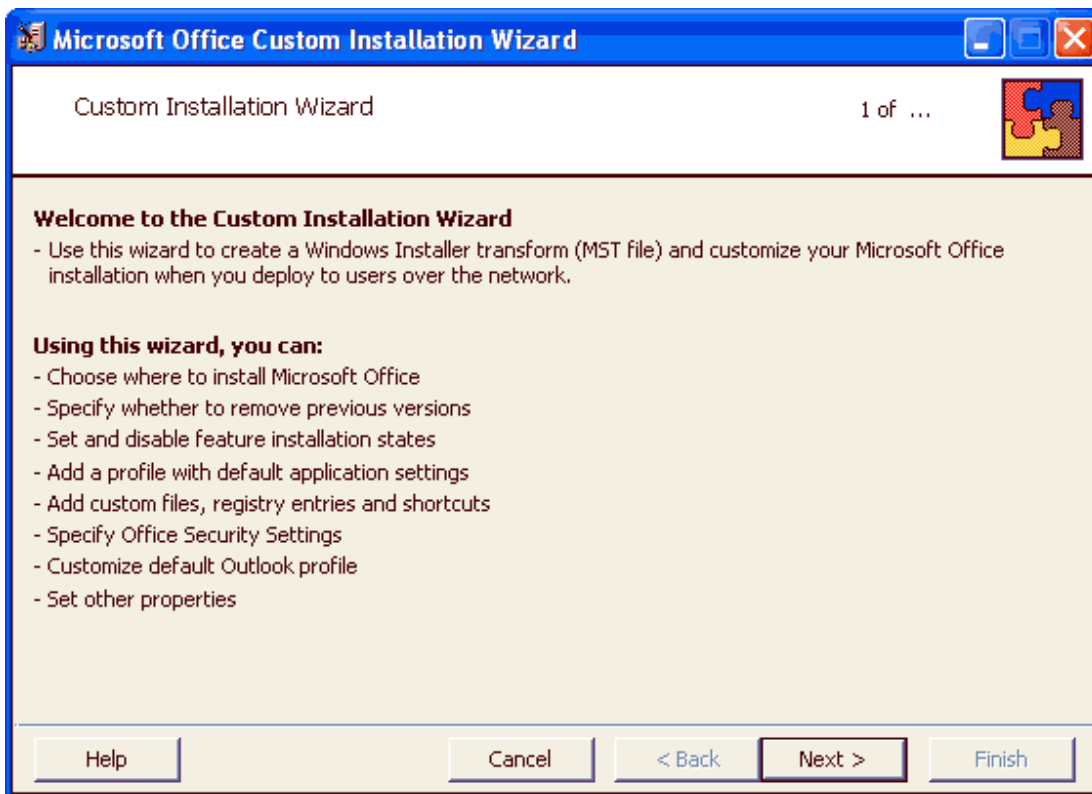 Microsoft Office Custom Installation Wizard
Custom Installation Wizard
1 of ...
Welcome to the Custom Installation Wizard
- Use this wizard to create a Windows Installer transform (MST file) and customize your Microsoft Office
installation when you deploy to users over the network.
Using this wizard, you can:
- Choose where to install Microsoft Office
- Specify whether to remove previous versions
- Set and disable feature installation states
- Add a profile with default application settings
- Add custom files, registry entries and shortcuts
- Specify Office Security Settings
- Customize default Outlook profile
- Set other properties
Help
Cancel
< Back
Next >
Finish